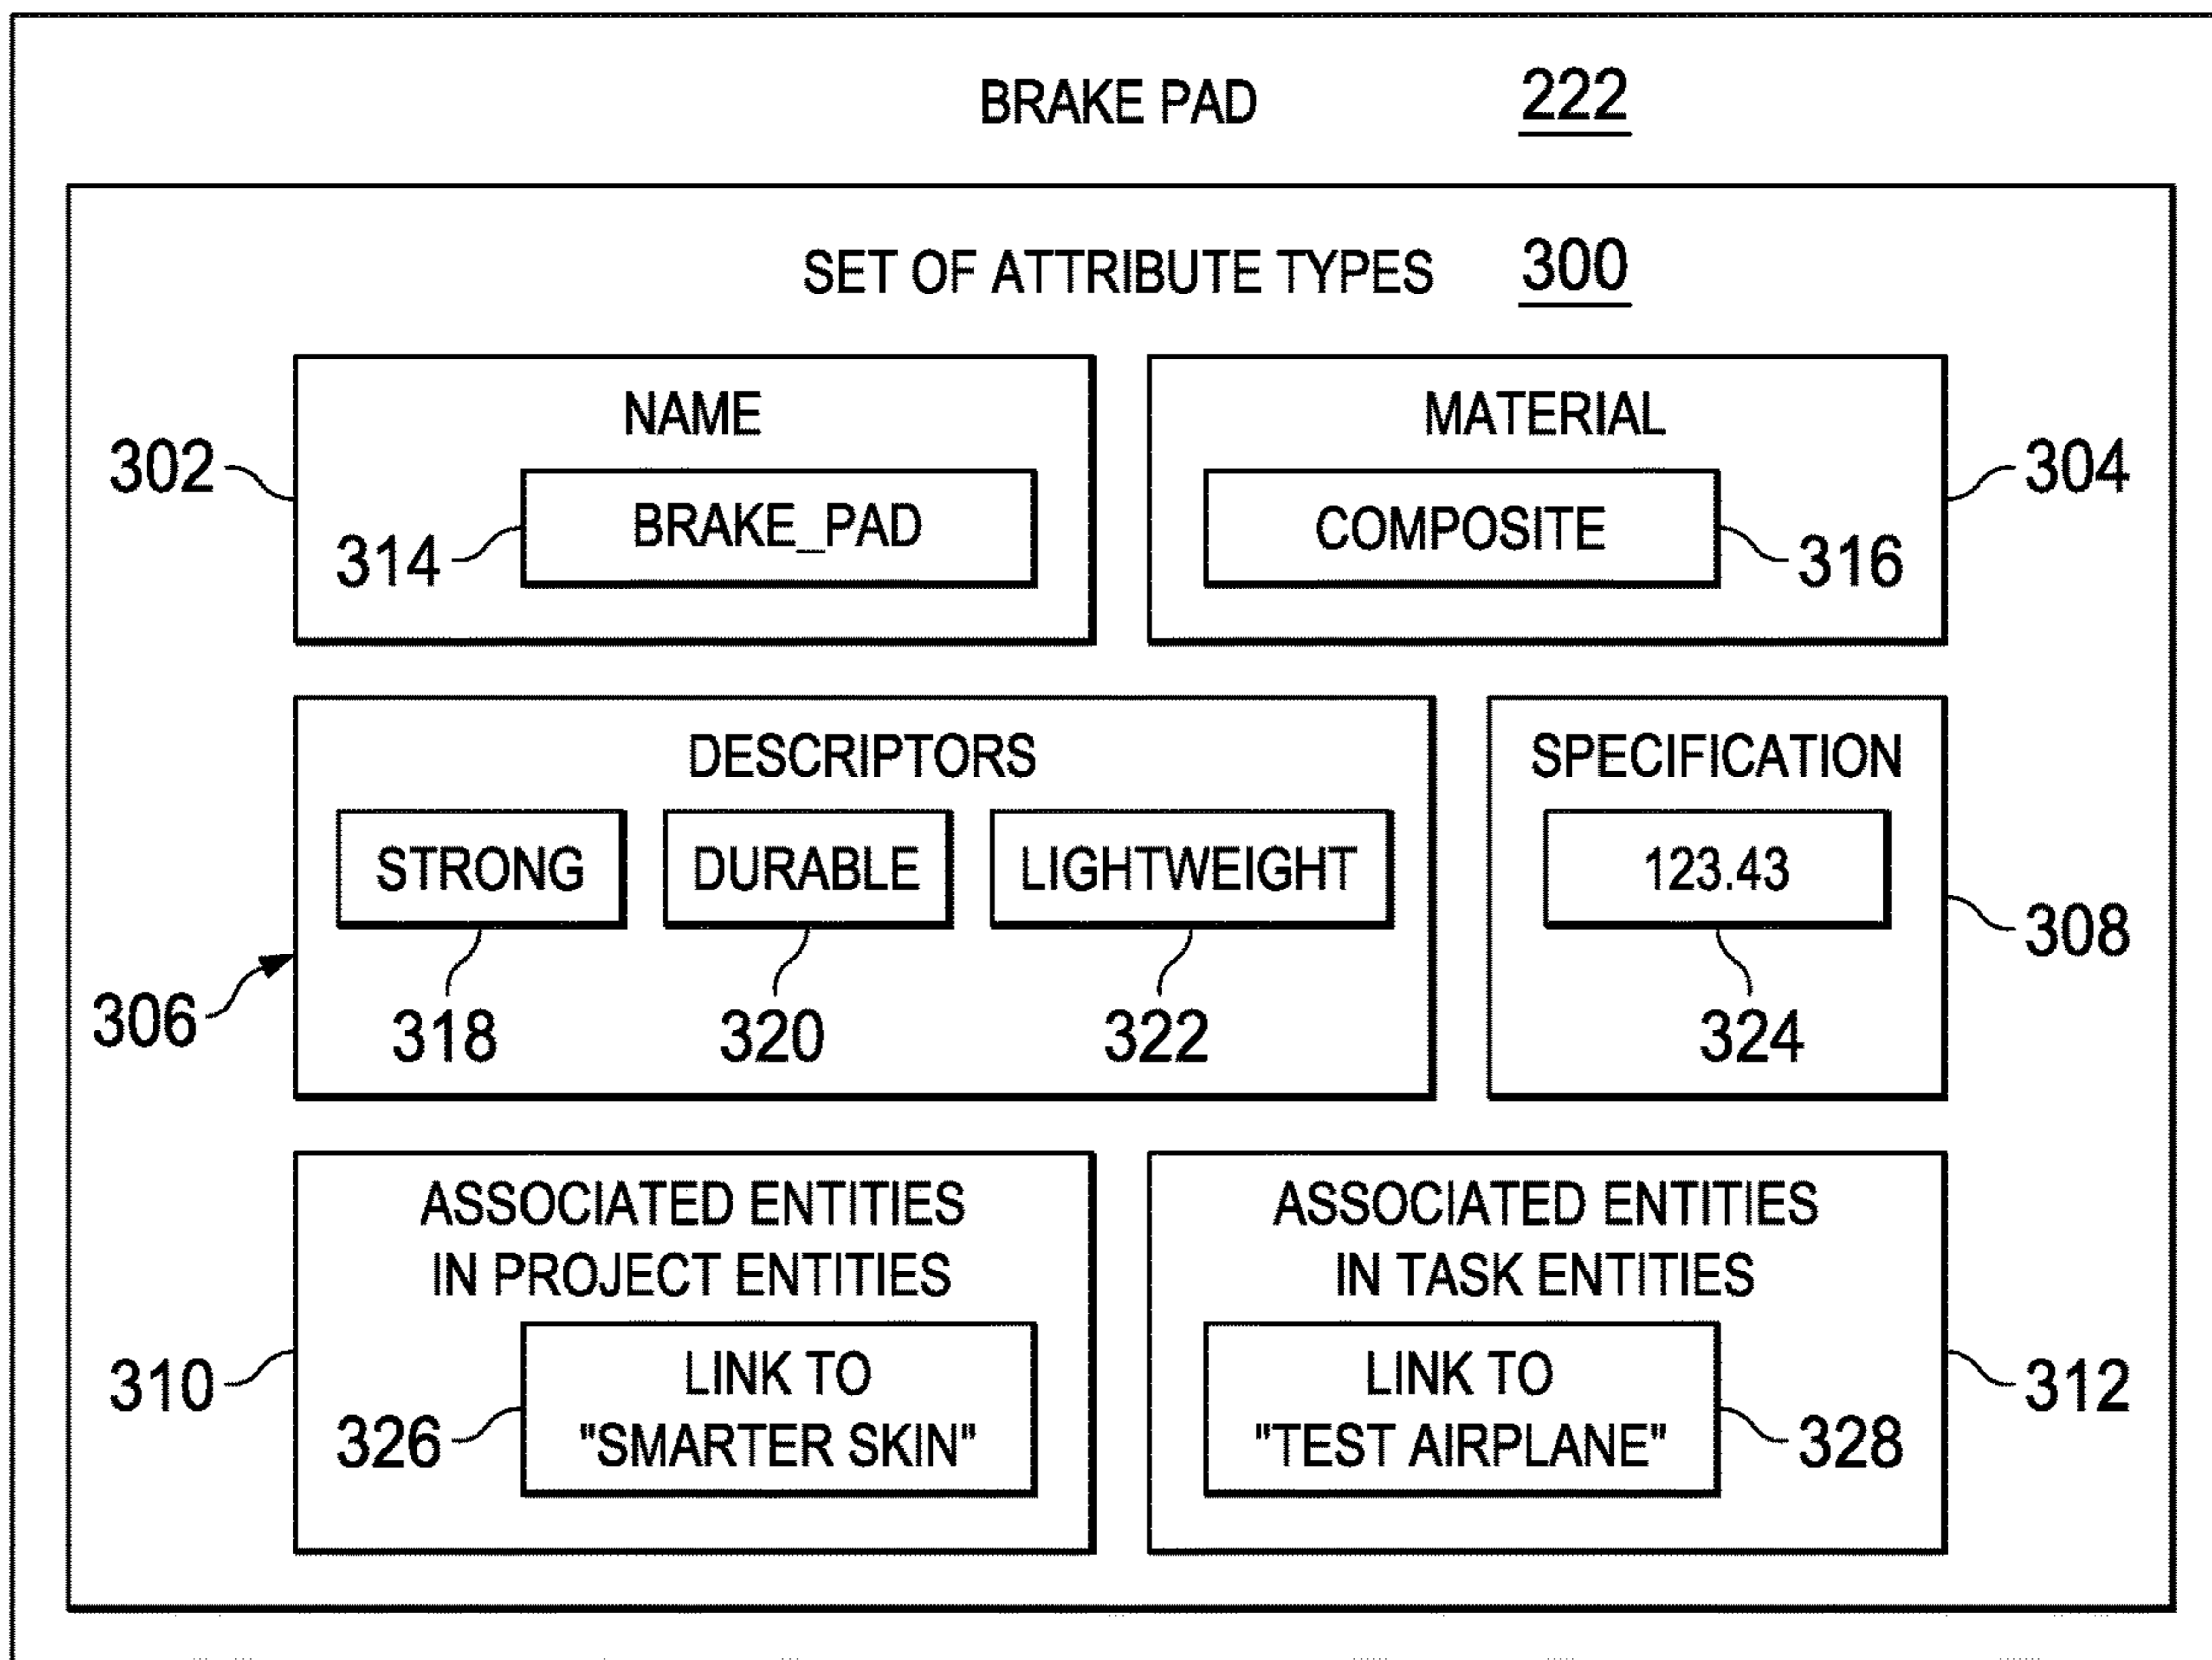 BRAKE PAD 222
SET OF ATTRIBUTE TYPES 300
NAME
MATERIAL
302
BRAKE_PAD
314
COMPOSITE
316
304
DESCRIPTORS
SPECIFICATION
STRONG
DURABLE
LIGHTWEIGHT
123.43
306
318
320
322
324
308
ASSOCIATED ENTITIES
IN PROJECT ENTITIES
ASSOCIATED ENTITIES
IN TASK ENTITIES
310
LINK TO
"SMARTER SKIN"
326
LINK TO
"TEST AIRPLANE"
328
312